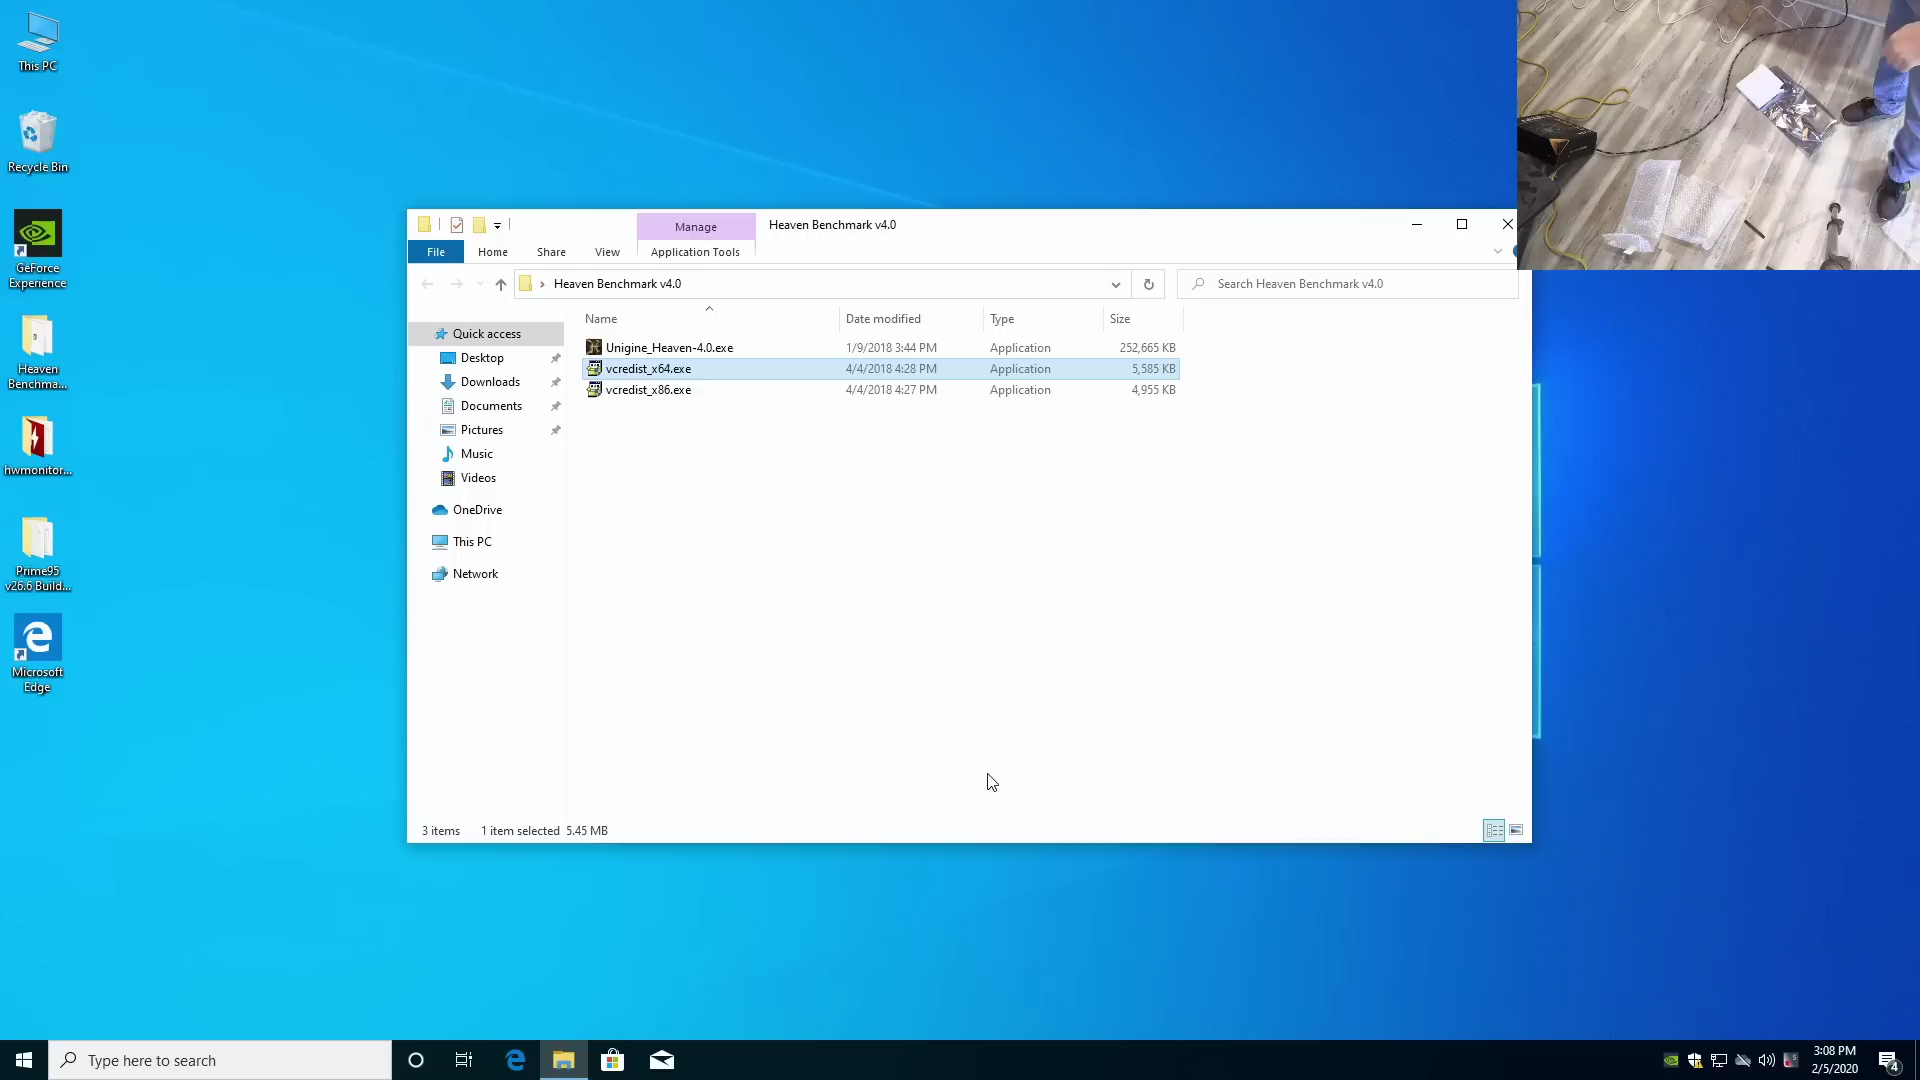 This PC
Recycle Bin
GeForce
Experience
Heaven
Benchma...
hwmonitor...
Prime95
v26.6 Build...
Microsoft
Edge
Manage
Heaven Benchmark v4.0
File
Home
Share
View
Application Tools
Heaven Benchmark v4.0
Search Heaven Benchmark v4.0
Name
Date modified
Type
Size
Quick access
Desktop
Downloads
Documents
Pictures
Music
Videos
OneDrive
This PC
Network
Unigine_Heaven-4.0.exe 1/9/2018 3:44 PM Application 252,665 KB
vcredist_x64.exe 4/4/2018 4:28 PM Application 5,585 KB
vcredist_x86.exe 4/4/2018 4:27 PM Application 4,955 KB
3 items 1 item selected 5.45 MB
Type here to search
3:08 PM
2/5/2020
4